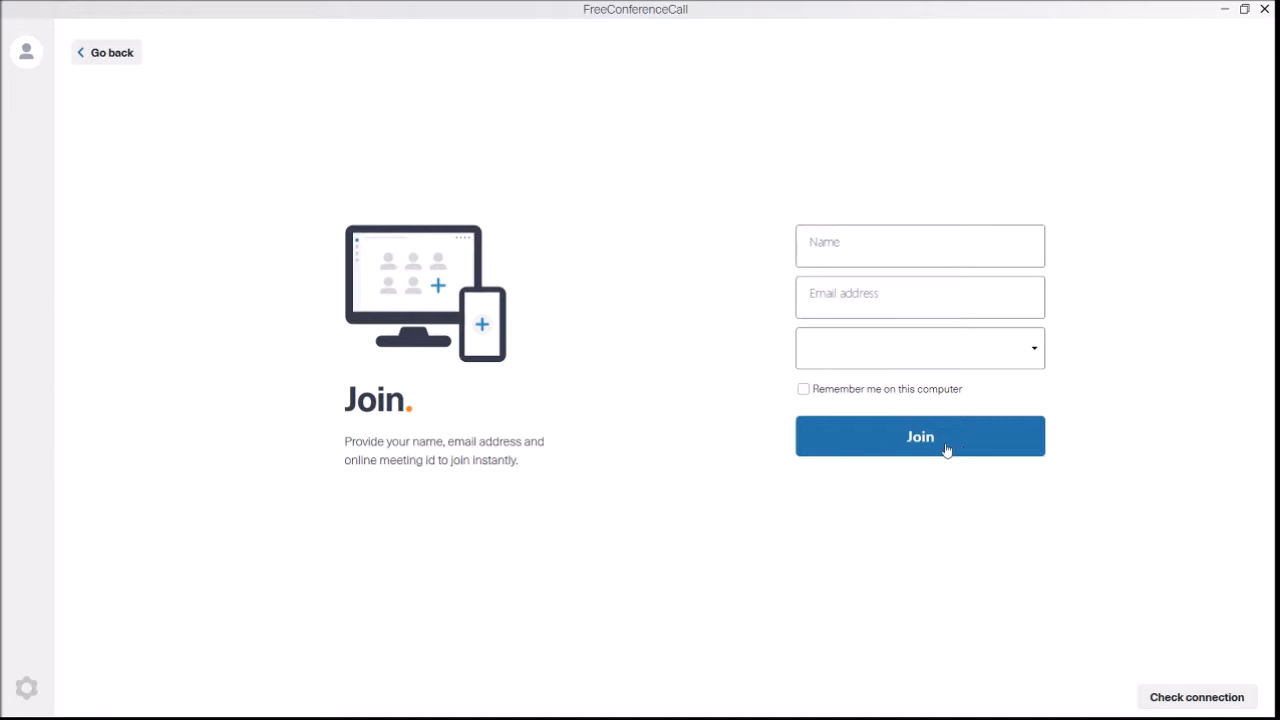 FreeConferenceCall
Go back
Join.
Provide your name, email address and
online meeting id to join instantly.
Name
Email address
Remember me on this computer
Join
Check connection